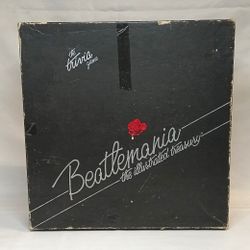 the
trivia
game
Beatlemania
the illustrated treasury